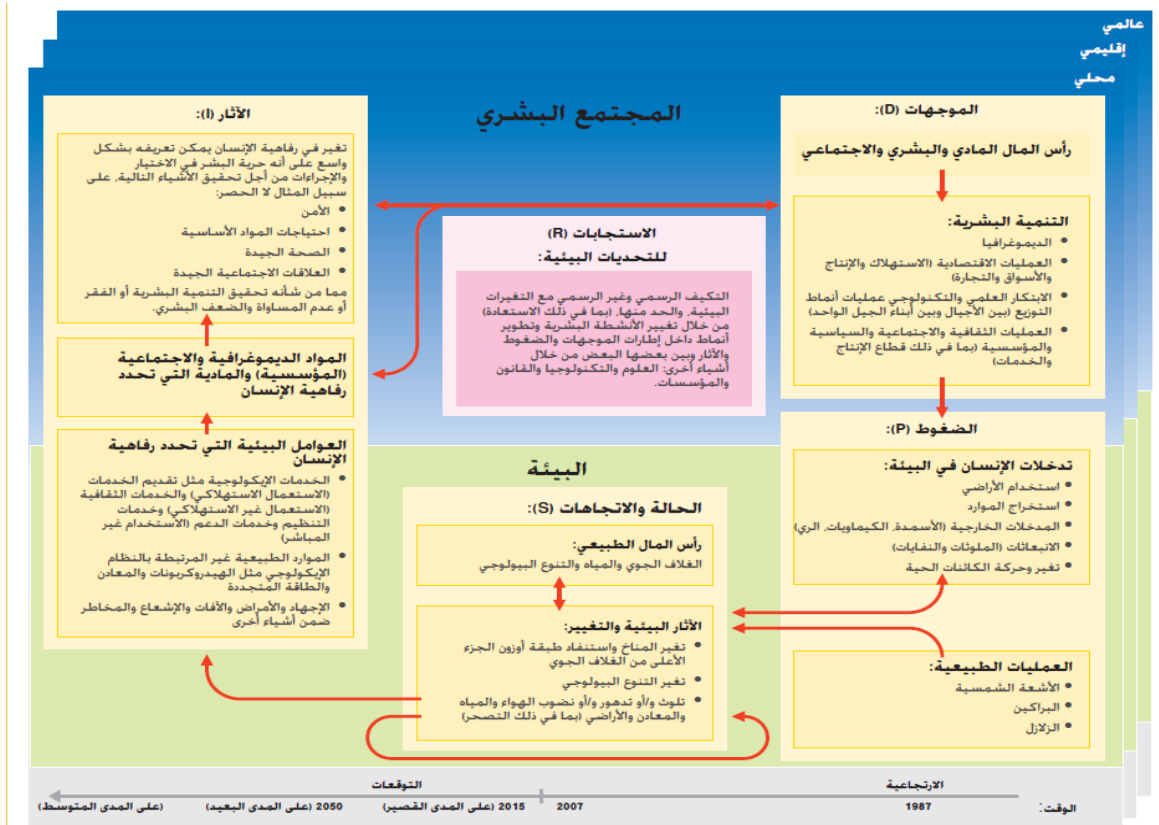 عالمي
إقليمي
محلي
المجتمع البشري
الموجهات (D):
رأس المال المادي والبشري والاجتماعي
التنمية البشرية:
• الديموغرافيا
• العمليات الاقتصادية (الاستهلاك والإنتاج
والأسواق والتجارة)
• الابتكار العلمي والتكنولوجي عمليات أنماط
التوزيع (بين الأجيال وبين أبناء الجيل الواحد)
• العمليات الثقافية والاجتماعية والسياسية
والمؤسسية (بما في ذلك قطاع الإنتاج
والخدمات)
الضغوط (P):
تدخلات الإنسان في البيئة:
• استخدام الأراضي
• استخراج الموارد
• المدخلات الخارجية (الأسمدة، الكيماويات، الري)
• الانبعاثات (الملوثات والنفايات)
• تغير وحركة الكائنات الحية
العمليات الطبيعية:
• الأشعة الشمسية
• البراكين
• الزلازل
الاستجابات (R)
للتحديات البيئية:
التكيف الرسمي وغير الرسمي مع التغيرات
البيئية، والحد منها، (بما في ذلك الاستعادة)
من خلال تغيير الأنشطة البشرية وتطوير
أنماط داخل إطارات الموجهات والضغوط
والآثار وبين بعضها البعض من خلال
أشياء أخرى: العلوم والتكنولوجيا والقانون
والمؤسسات.
البيئة
الحالة والاتجاهات (S):
رأس المال الطبيعي:
الغلاف الجوي والمياه والتنوع البيولوجي
الآثار البيئية والتغيير:
• تغير المناخ واستنفاد طبقة أوزون الجزء
الأعلى من الغلاف الجوي
• تغير التنوع البيولوجي
• تلوث و/أو تدهور و/أو نضوب الهواء والمياه
والمعادن والأراضي (بما في ذلك التصحر)
الآثار (I):
تغير في رفاهية الإنسان يمكن تعريفه بشكل
واسع على أنه حرية البشر في الاختيار
والإجراءات من أجل تحقيق الأشياء التالية، على
سبيل المثال لا الحصر:
• الأمن
• احتياجات المواد الأساسية
• الصحة الجيدة
• العلاقات الاجتماعية الجيدة
مما من شأنه تحقيق التنمية البشرية أو الفقر
أو عدم المساواة والضعف البشري.
المواد الديموغرافية والاجتماعية
(المؤسسية) والمادية التي تحدد
رفاهية الإنسان
العوامل البيئية التي تحدد رفاهية
الإنسان
• الخدمات الإيكولوجية مثل تقديم الخدمات
(الاستعمال الاستهلاكي) والخدمات الثقافية
(الاستعمال غير الاستهلاكي) وخدمات
التنظيم وخدمات الدعم (الاستخدام غير
المباشر)
• الموارد الطبيعية غير المرتبطة بالنظام
الإيكولوجي مثل الهيدروكربونات والمعادن
والطاقة المتجددة
• الإجهاد والأمراض والآفات والإشعاع والمخاطر
ضمن أشياء أخرى
الارتجاعية
التوقعات
الوقت:
1987
2007
2015 (على المدى القصير)
2050 (على المدى البعيد)
(على المدى المتوسط)